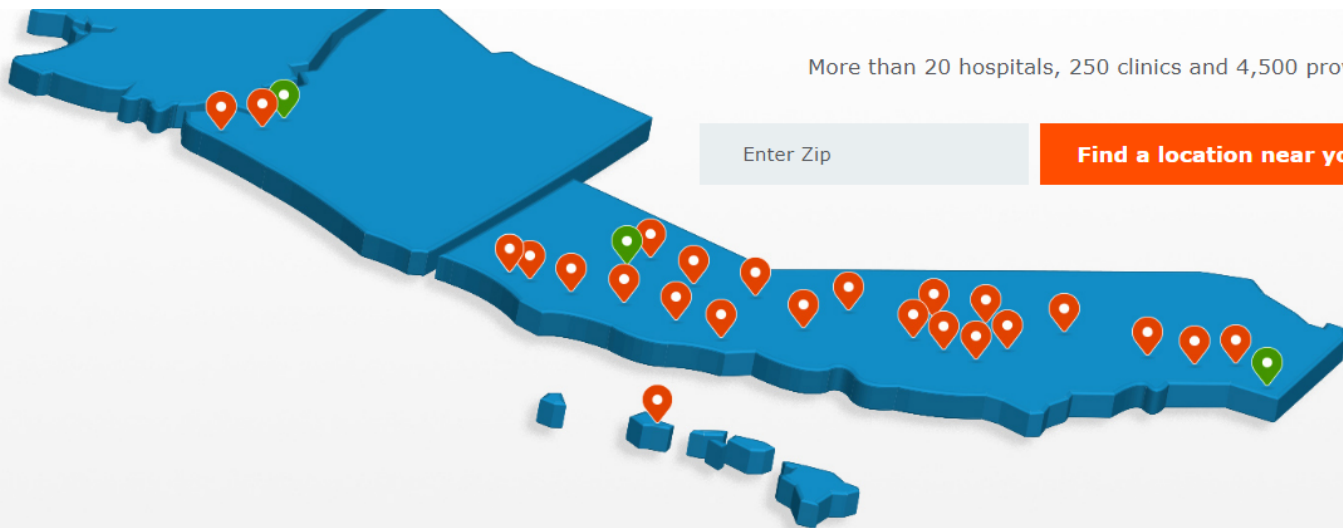 More than 20 hospitals, 250 clinics and 4,500
Enter Zip
Find a location near